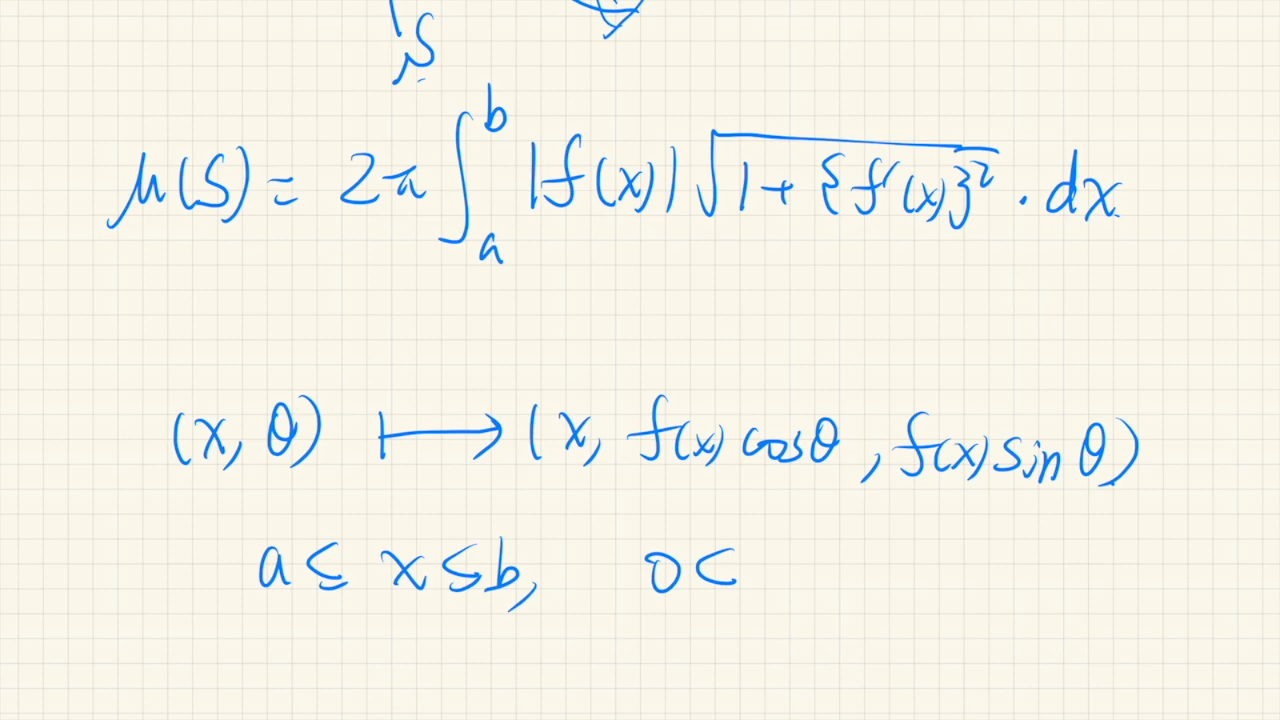 S
μ(S) = 2π ∫_a^b |f(x)| √(1 + {f'(x)}²) · dx
(x, θ) ↦ (x, f(x) cos θ, f(x) sin θ)
a ≤ x ≤ b, 0 <